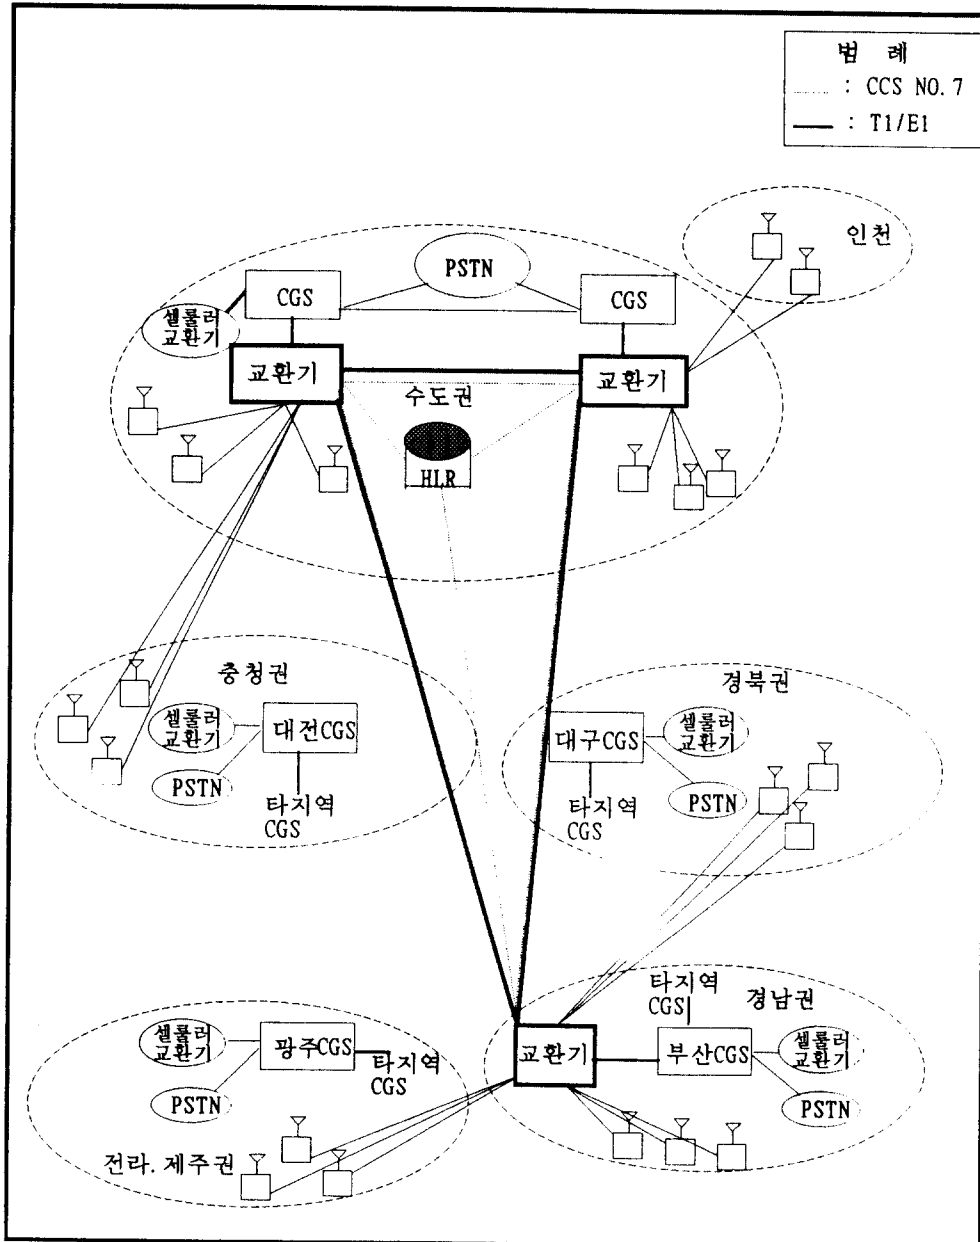 범 례
: CCS NO. 7
: T1/E1
인천
PSTN
CGS
CGS
셀룰러
교환기
교환기
교환기
수도권
HLR
충청권
셀룰러
교환기
대전CGS
PSTN
타지역
CGS
경북권
대구CGS
셀룰러
교환기
PSTN
타지역
CGS
타지역
CGS
경남권
교환기
부산CGS
셀룰러
교환기
PSTN
셀룰러
교환기
광주CGS
타지역
CGS
PSTN
전라. 제주권